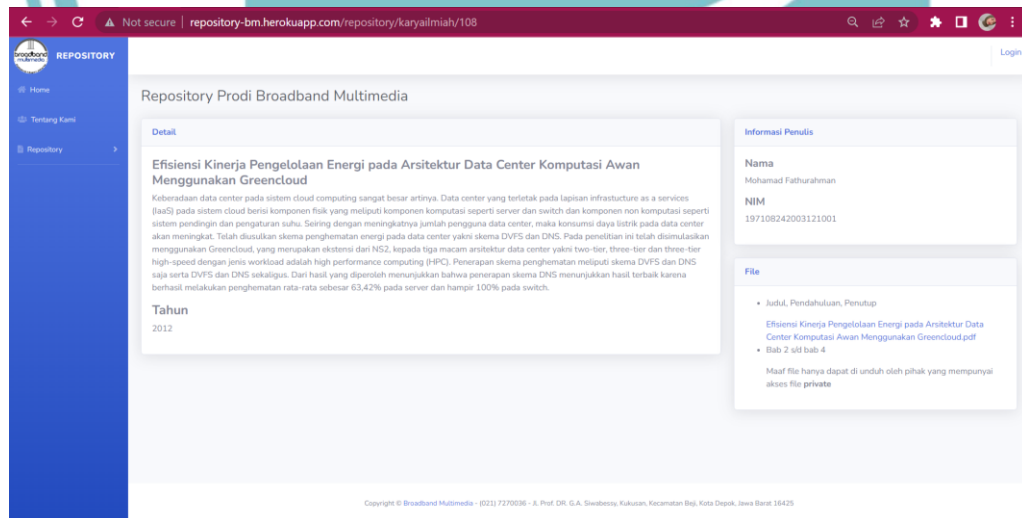 Not secure | repository-bm.herokuapp.com/repository/karyailmiah/108
broadband
multimedia
REPOSITORY
Login
Home
Tentang Kami
Repository
Repository Prodi Broadband Multimedia
Detail
Efisiensi Kinerja Pengelolaan Energi pada Arsitektur Data Center Komputasi Awan
Menggunakan Greencloud
Keberadaan data center pada sistem cloud computing sangat besar artinya. Data center yang terletak pada lapisan infrastucture as a services
(IaaS) pada sistem cloud berisi komponen fisik yang meliputi komponen komputasi seperti server dan switch dan komponen non komputasi seperti
sistem pendingin dan pengaturan suhu. Seiring dengan meningkatnya jumlah pengguna data center, maka konsumsi daya listrik pada data center
akan meningkat. Telah diusulkan skema penghematan energi pada data center yakni skema DVFS dan DNS. Pada penelitian ini telah disimulasikan
menggunakan Greencloud, yang merupakan ekstensi dari NS2, kepada tiga macam arsitektur data center yakni two-tier, three-tier dan three-tier
high-speed dengan jenis workload adalah high performance computing (HPC). Penerapan skema penghematan meliputi skema DVFS dan DNS
saja serta DVFS dan DNS sekaligus. Dari hasil yang diperoleh menunjukkan bahwa penerapan skema DNS menunjukkan hasil terbaik karena
berhasil melakukan penghematan rata-rata sebesar 63,42% pada server dan hampir 100% pada switch.
Tahun
2012
Informasi Penulis
Nama
Mohamad Fathurahman
NIM
197108242003121001
File
Judul, Pendahuluan, Penutup
Efisiensi Kinerja Pengelolaan Energi pada Arsitektur Data
Center Komputasi Awan Menggunakan Greencloud.pdf
Bab 2 s/d bab 4
Maaf file hanya dapat di unduh oleh pihak yang mempunyai
akses file private
Copyright © Broadband Multimedia - (021) 7270036 - Jl. Prof. DR. G.A. Siwabessy, Kukusan, Kecamatan Beji, Kota Depok, Jawa Barat 16425